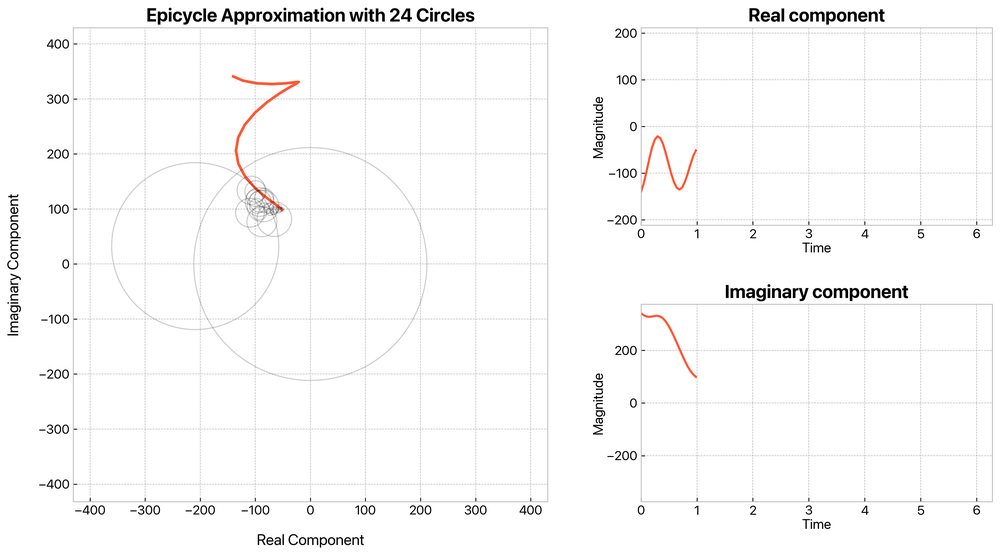 Epicycle Approximation with 24 Circles
400
300
200
100
0
−100
−200
−300
−400
Imaginary Component
−400 −300 −200 −100 0 100 200 300 400
Real Component
Real component
200
100
0
−100
−200
Magnitude
0 1 2 3 4 5 6
Time
Imaginary component
200
0
−200
Magnitude
0 1 2 3 4 5 6
Time